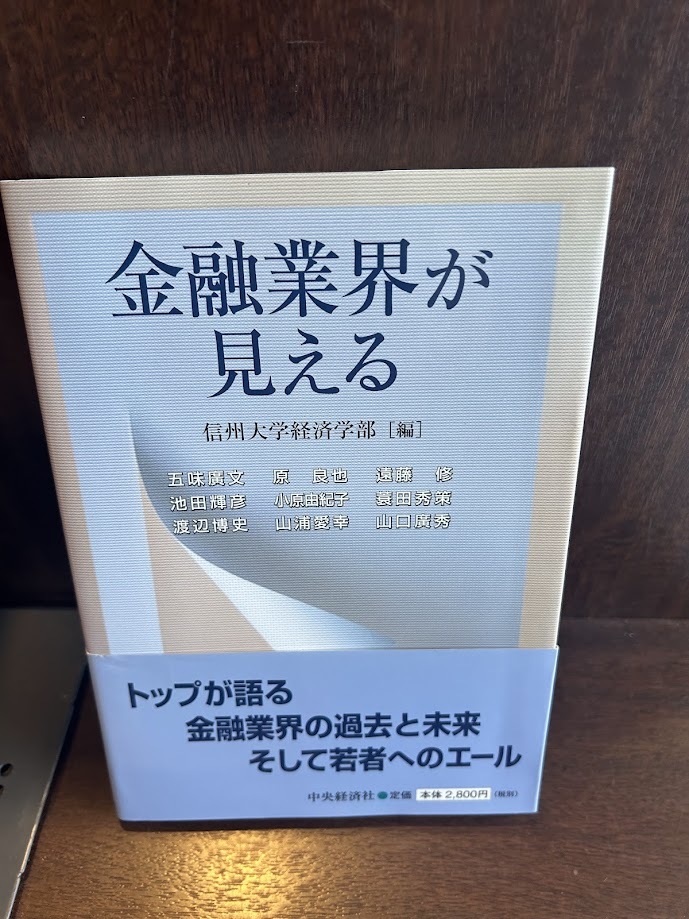 金融業界が
見える
信州大学経済学部［編］
五味廣文 原 良也 遠藤 修
池田輝彦 小原由紀子 蓑田秀策
渡辺博史 山浦愛幸 山口廣秀
トップが語る
金融業界の過去と未来
そして若者へのエール
中央経済社●定価 本体2,800円（税別）